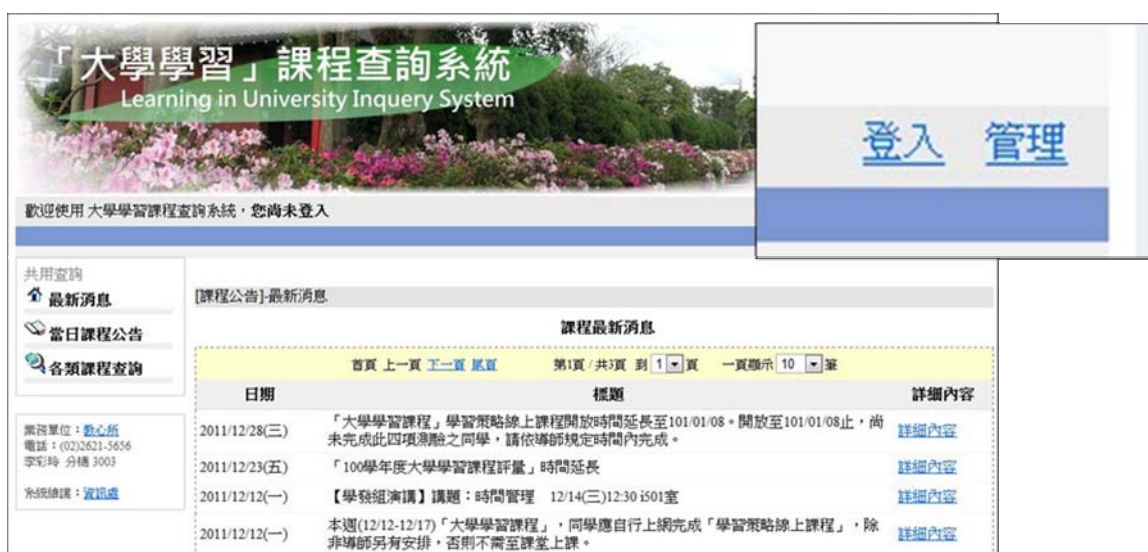 「大學學習」課程查詢系統
Learning in University Inquery System
登入 管理
歡迎使用 大學學習課程查詢系統，您尚未登入
共用查詢
最新消息
當日課程公告
各類課程查詢
業務單位：教心所
電話：(02)2621-5656
李彩玲 分機 3003
系統維護：資訊處
[課程公告]-最新消息
課程最新消息
首頁 上一頁 下一頁 尾頁 第1頁 / 共3頁 到 1 頁 一頁顯示 10 筆
日期 標題 詳細內容
2011/12/28(三) 「大學學習課程」學習策略線上課程開放時間延長至101/01/08。開放至101/01/08止，尚
未完成此四項測驗之同學，請依導師規定時間內完成。 詳細內容
2011/12/23(五) 「100學年度大學學習課程評量」時間延長 詳細內容
2011/12/12(一) 【學發組演講】講題：時間管理 12/14(三)12:30 i501室 詳細內容
2011/12/12(一) 本週(12/12-12/17)「大學學習課程」，同學應自行上網完成「學習策略線上課程」，除
非導師另有安排，否則不需至課堂上課。 詳細內容